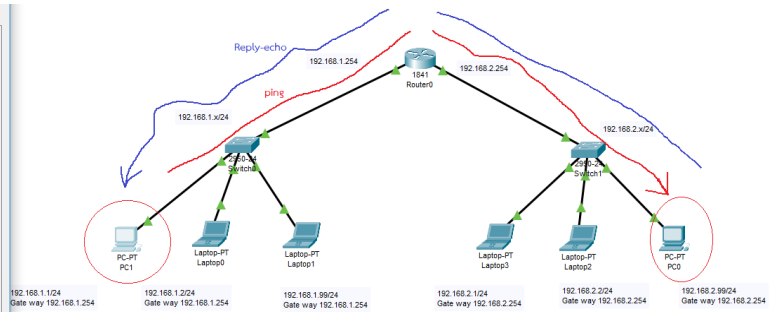 Reply-echo
192.168.1.254
192.168.2.254
1841
Router0
ping
192.168.1.x/24
192.168.2.x/24
2950-24
Switch0
2950-24
Switch1
PC-PT
PC1
Laptop-PT
Laptop0
Laptop-PT
Laptop1
Laptop-PT
Laptop3
Laptop-PT
Laptop2
PC-PT
PC0
192.168.1.1/24
Gate way 192.168.1.254
192.168.1.2/24
Gate way 192.168.1.254
192.168.1.99/24
Gate way 192.168.1.254
192.168.2.1/24
Gate way 192.168.2.254
192.168.2.2/24
Gate way 192.168.2.254
192.168.2.99/24
Gate way 192.168.2.254